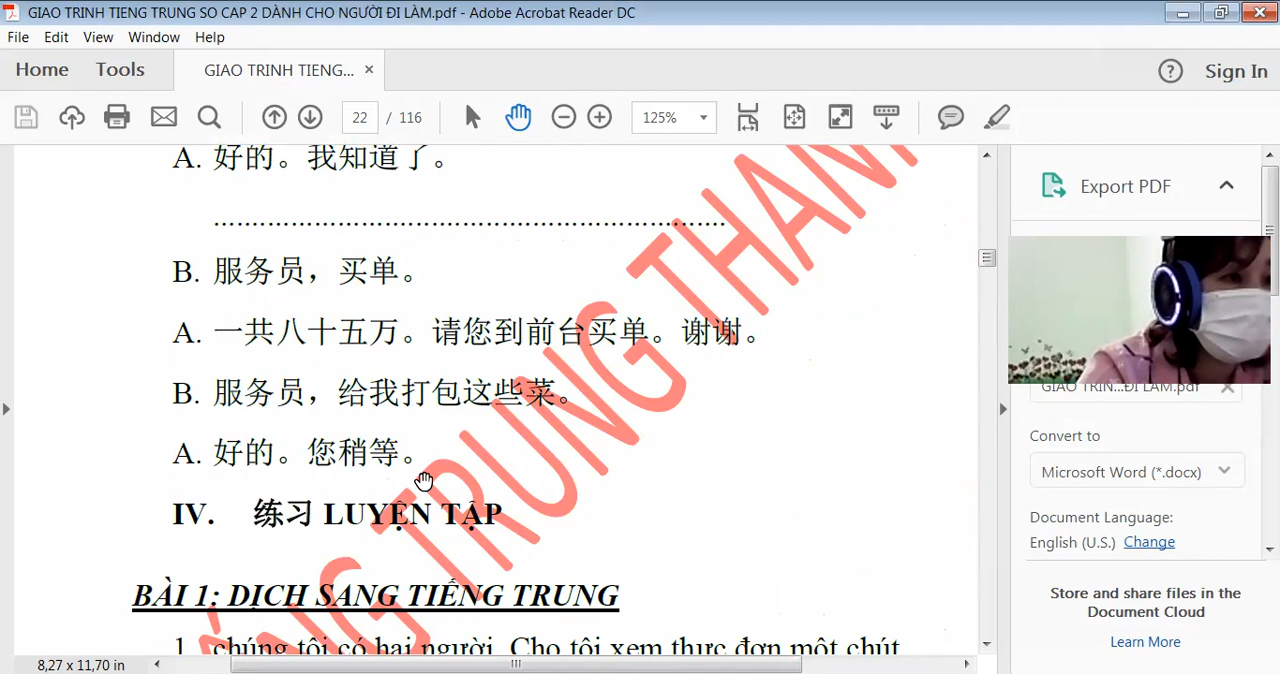 GIAO TRINH TIENG TRUNG SO CAP 2 DÀNH CHO NGƯỜI ĐI LÀM.pdf - Adobe Acrobat Reader DC
File Edit View Window Help
Home Tools GIAO TRINH TIENG... × Sign In
22 / 116 125%
A. 好的。我知道了。
........................................................
B. 服务员，买单。
A. 一共八十五万。请您到前台买单。谢谢。
B. 服务员，给我打包这些菜。
A. 好的。您稍等。
IV. 练习 LUYỆN TẬP
BÀI 1: DỊCH SANG TIẾNG TRUNG
1. chúng tôi có hai người. Cho tôi xem thực đơn một chút
8,27 x 11,70 in
TRUNG THAN
NG TRUNG
Export PDF
GIAO TRIN...ĐI LÀM.pdf
Convert to
Microsoft Word (*.docx)
Document Language:
English (U.S.) Change
Store and share files in the
Document Cloud
Learn More